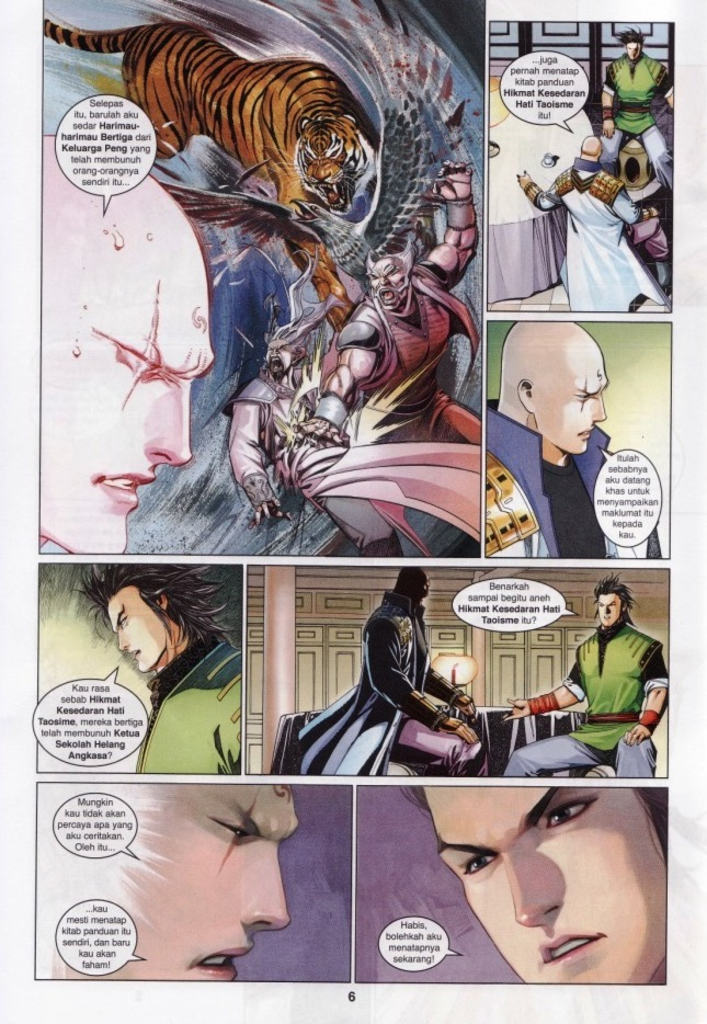 Selepas
itu, barulah aku
sedar Harimau-
harimau Bertiga dari
Keluarga Peng yang
telah membunuh
orang-orangnya
sendiri itu...
...juga
pernah menatap
kitab panduan
Hikmat Kesedaran
Hati Taoisme
itu!
Itulah
sebabnya
aku datang
khas untuk
menyampaikan
maklumat itu
kepada
kau.
Kau rasa
sebab Hikmat
Kesedaran Hati
Taosime, mereka bertiga
telah membunuh Ketua
Sekolah Helang
Angkasa?
Benarkah
sampai begitu aneh
Hikmat Kesedaran Hati
Taoisme itu?
Mungkin
kau tidak akan
percaya apa yang
aku ceritakan.
Oleh itu...
...kau
mesti menatap
kitab panduan itu
sendiri, dan baru
kau akan
faham!
Habis,
bolehkah aku
menatapnya
sekarang!
6